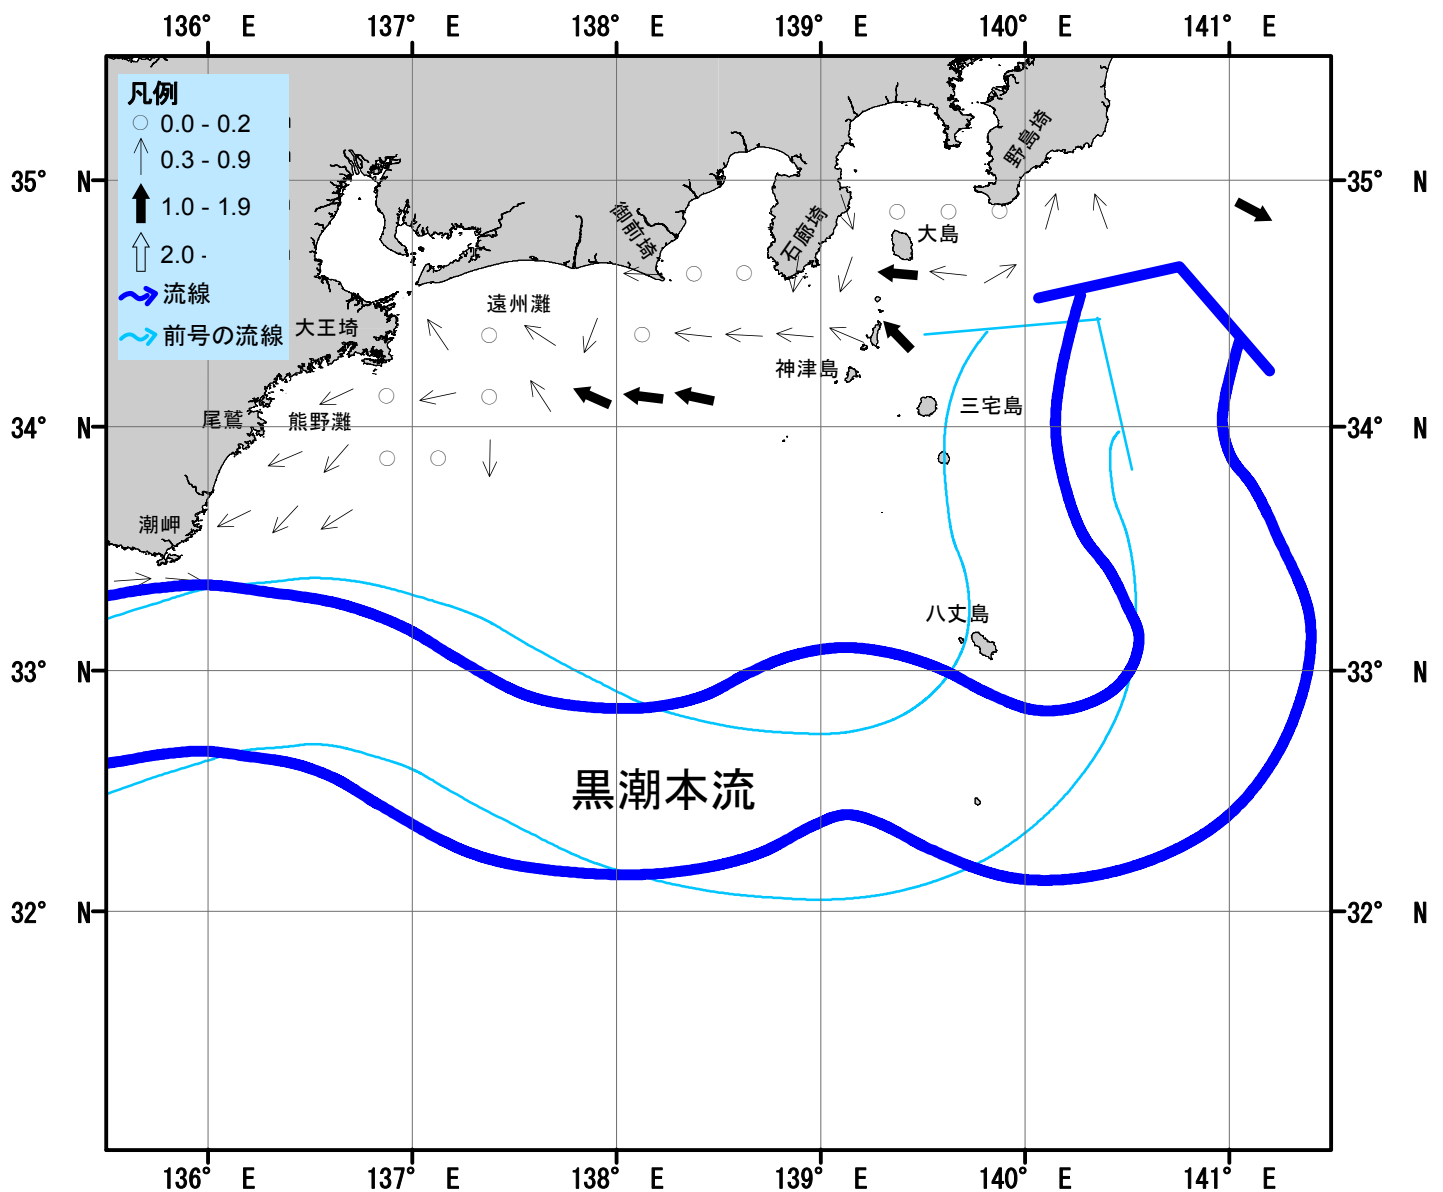 136° E 137° E 138° E 139° E 140° E 141° E
凡例
0.0 - 0.2
0.3 - 0.9
1.0 - 1.9
2.0 -
流線
前号の流線
35° N
35° N
野島埼
御前埼
石廊埼
大島
遠州灘
大王埼
神津島
三宅島
尾鷲
熊野灘
34° N
34° N
潮岬
八丈島
33° N
33° N
黒潮本流
32° N
32° N
136° E 137° E 138° E 139° E 140° E 141° E